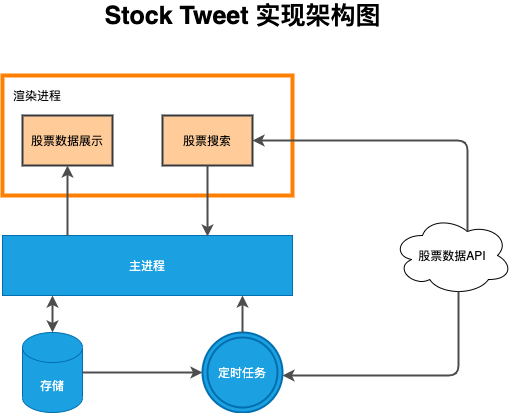 Stock Tweet 实现架构图
渲染进程
股票数据展示
股票搜索
主进程
股票数据API
存储
定时任务